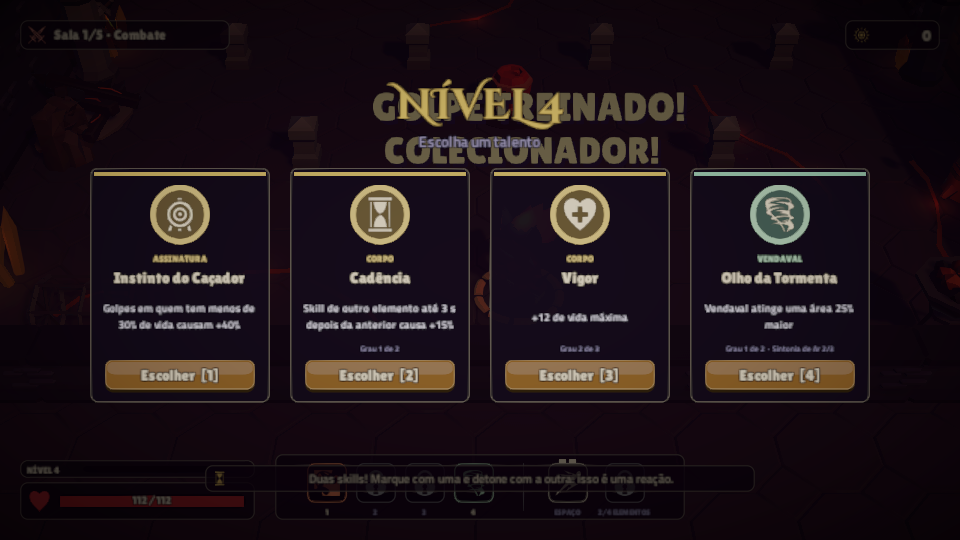 Sala 1/5 - Combate
0
GOLPE TREINADO!
NÍVEL 4
Escolha um talento
COLECIONADOR!
ASSINATURA
Instinto do Caçador
Golpes em quem tem menos de
30% de vida causam +40%
Escolher [1]
CORPO
Cadência
Skill de outro elemento até 3 s
depois da anterior causa +15%
Grau 1 de 2
Escolher [2]
CORPO
Vigor
+12 de vida máxima
Grau 2 de 3
Escolher [3]
VENDAVAL
Olho da Tormenta
Vendaval atinge uma área 25%
maior
Grau 1 de 2 - Sintonia de Ar 2/3
Escolher [4]
NÍVEL 4
112/112
Duas skills! Marque com uma e detone com a outra: isso é uma reação.
1
2
3
4
ESPAÇO
2/4 ELEMENTOS